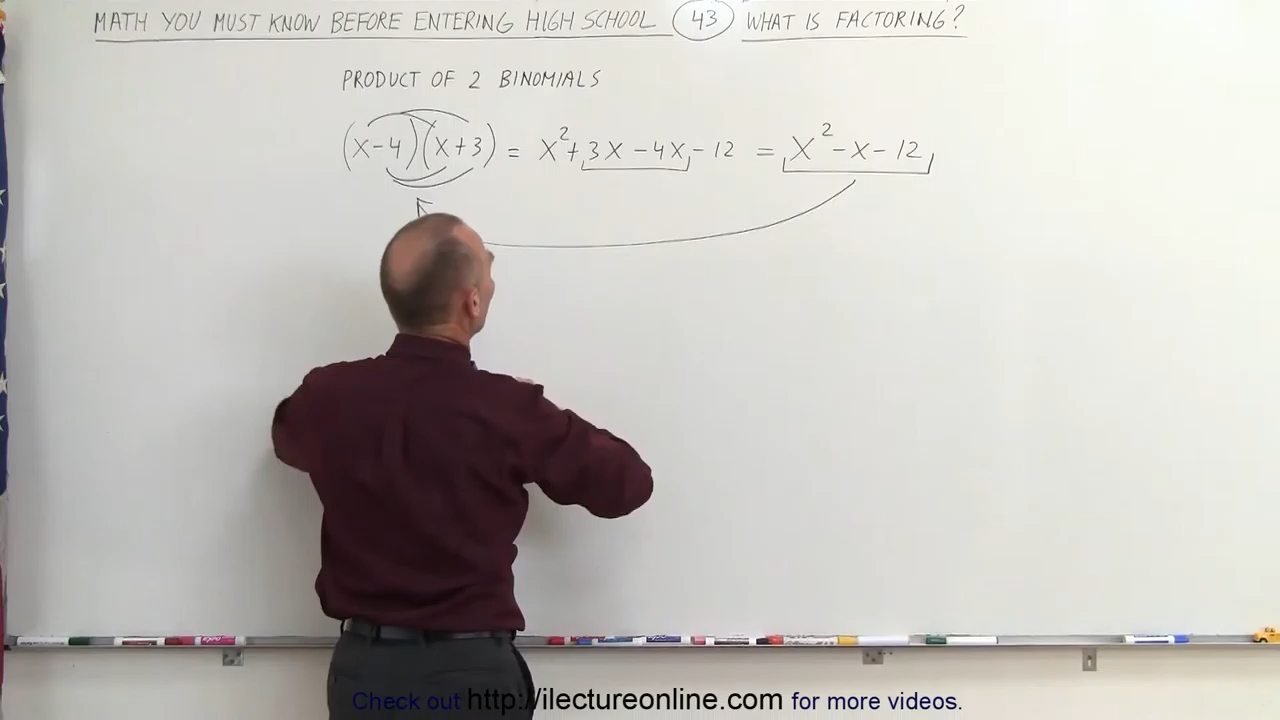 MATH YOU MUST KNOW BEFORE ENTERING HIGH SCHOOL 43 WHAT IS FACTORING?
PRODUCT OF 2 BINOMIALS
(x-4)(x+3) = x²+3x-4x-12 = x²-x-12
Check out http://ilectureonline.com for more videos.